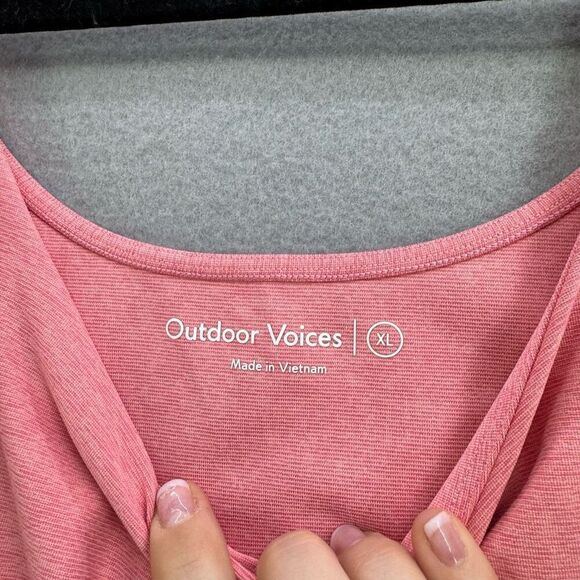 Outdoor Voices | XL
Made in Vietnam